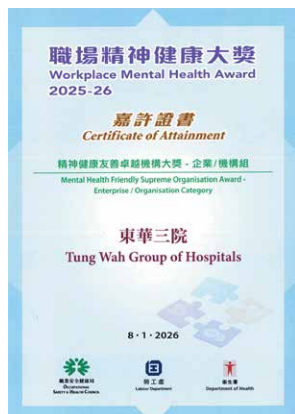 職場精神健康大獎
Workplace Mental Health Award
2025-26
嘉許證書
Certificate of Attainment
精神健康友善卓越機構大獎 - 企業/機構組
Mental Health Friendly Supreme Organisation Award -
Enterprise / Organisation Category
東華三院
Tung Wah Group of Hospitals
8 · 1 · 2026
職業安全健康局
OCCUPATIONAL
SAFETY & HEALTH COUNCIL
勞工處
Labour Department
衞生署
Department of Health